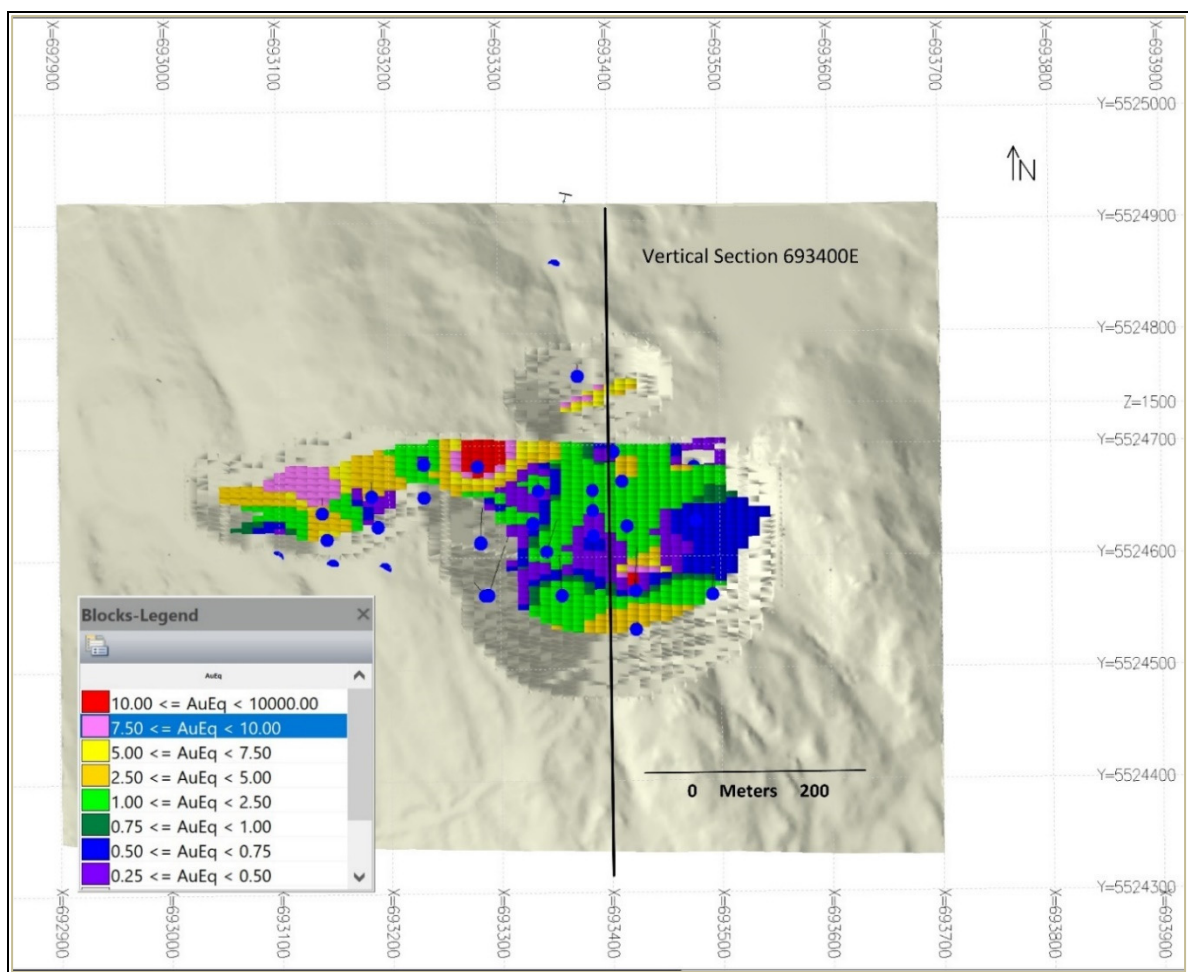 X=692900
X=693000
X=693100
X=693200
X=693300
X=693400
X=693500
X=693600
X=693700
X=693800
X=693900
Y=5525000
N
Y=5524900
Vertical Section 693400E
Y=5524800
Z=1500
Y=5524700
Y=5524600
Blocks-Legend
AuEq
10.00 <= AuEq < 10000.00
7.50 <= AuEq < 10.00
5.00 <= AuEq < 7.50
2.50 <= AuEq < 5.00
1.00 <= AuEq < 2.50
0.75 <= AuEq < 1.00
0.50 <= AuEq < 0.75
0.25 <= AuEq < 0.50
Y=5524500
Y=5524400
0 Meters 200
Y=5524300
X=692900
X=693000
X=693100
X=693200
X=693300
X=693400
X=693500
X=693600
X=693700
X=693800
X=693900